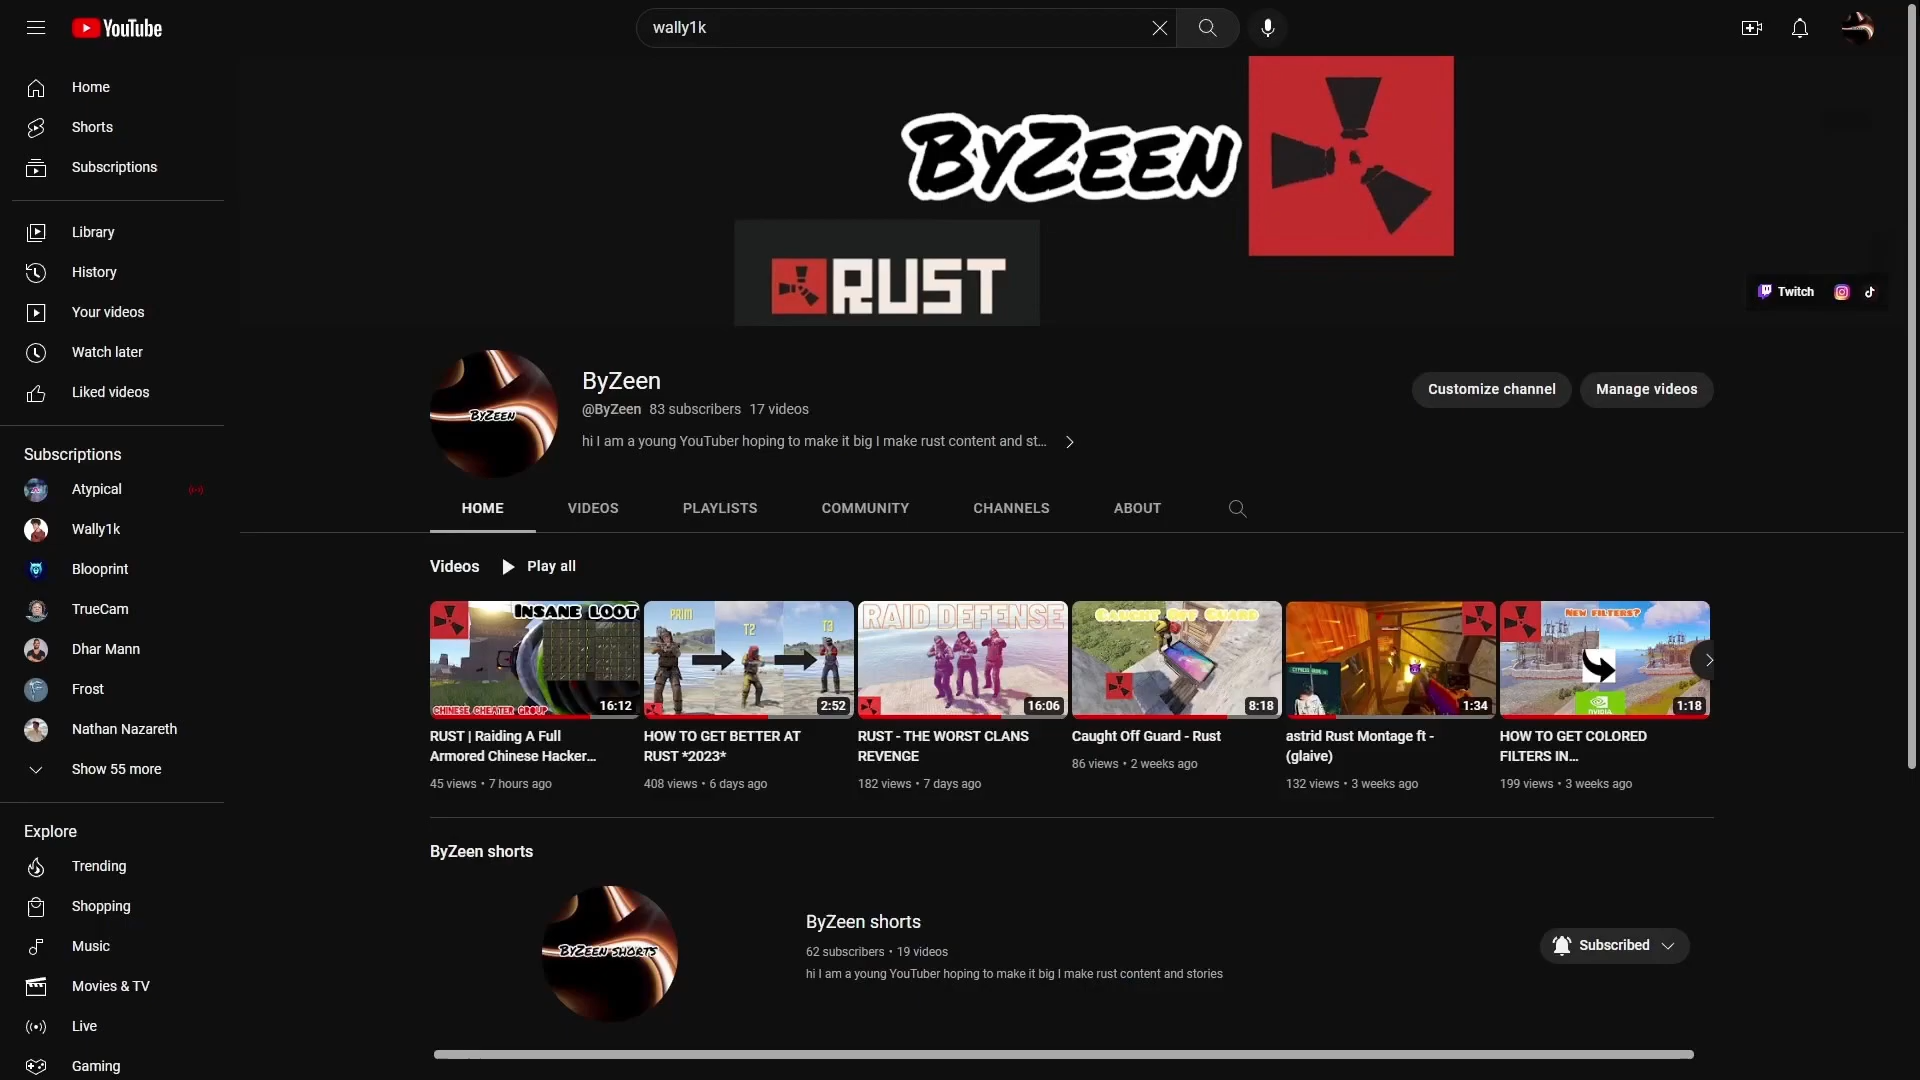 YouTube
wally1k
Home
Shorts
Subscriptions
Library
History
Your videos
Watch later
Liked videos
Subscriptions
Atypical
Wally1k
Blooprint
TrueCam
Dhar Mann
Frost
Nathan Nazareth
Show 55 more
Explore
Trending
Shopping
Music
Movies & TV
Live
Gaming
ByZeen
RUST
Twitch
ByZeen
ByZeen
@ByZeen 83 subscribers 17 videos
hi I am a young YouTuber hoping to make it big I make rust content and st...
Customize channel
Manage videos
HOME
VIDEOS
PLAYLISTS
COMMUNITY
CHANNELS
ABOUT
Videos
Play all
INSANE LOOT
CHINESE CHEATER GROUP
16:12
RUST | Raiding A Full
Armored Chinese Hacker...
45 views • 7 hours ago
PRIM
T2
T3
2:52
HOW TO GET BETTER AT
RUST *2023*
408 views • 6 days ago
RAID DEFENSE
16:06
RUST - THE WORST CLANS
REVENGE
182 views • 7 days ago
Caught Off Guard
8:18
Caught Off Guard - Rust
86 views • 2 weeks ago
1:34
astrid Rust Montage ft -
(glaive)
132 views • 3 weeks ago
New filters?
NVIDIA
1:18
HOW TO GET COLORED
FILTERS IN...
199 views • 3 weeks ago
ByZeen shorts
ByZeen shorts
ByZeen shorts
62 subscribers • 19 videos
hi I am a young YouTuber hoping to make it big I make rust content and stories
Subscribed